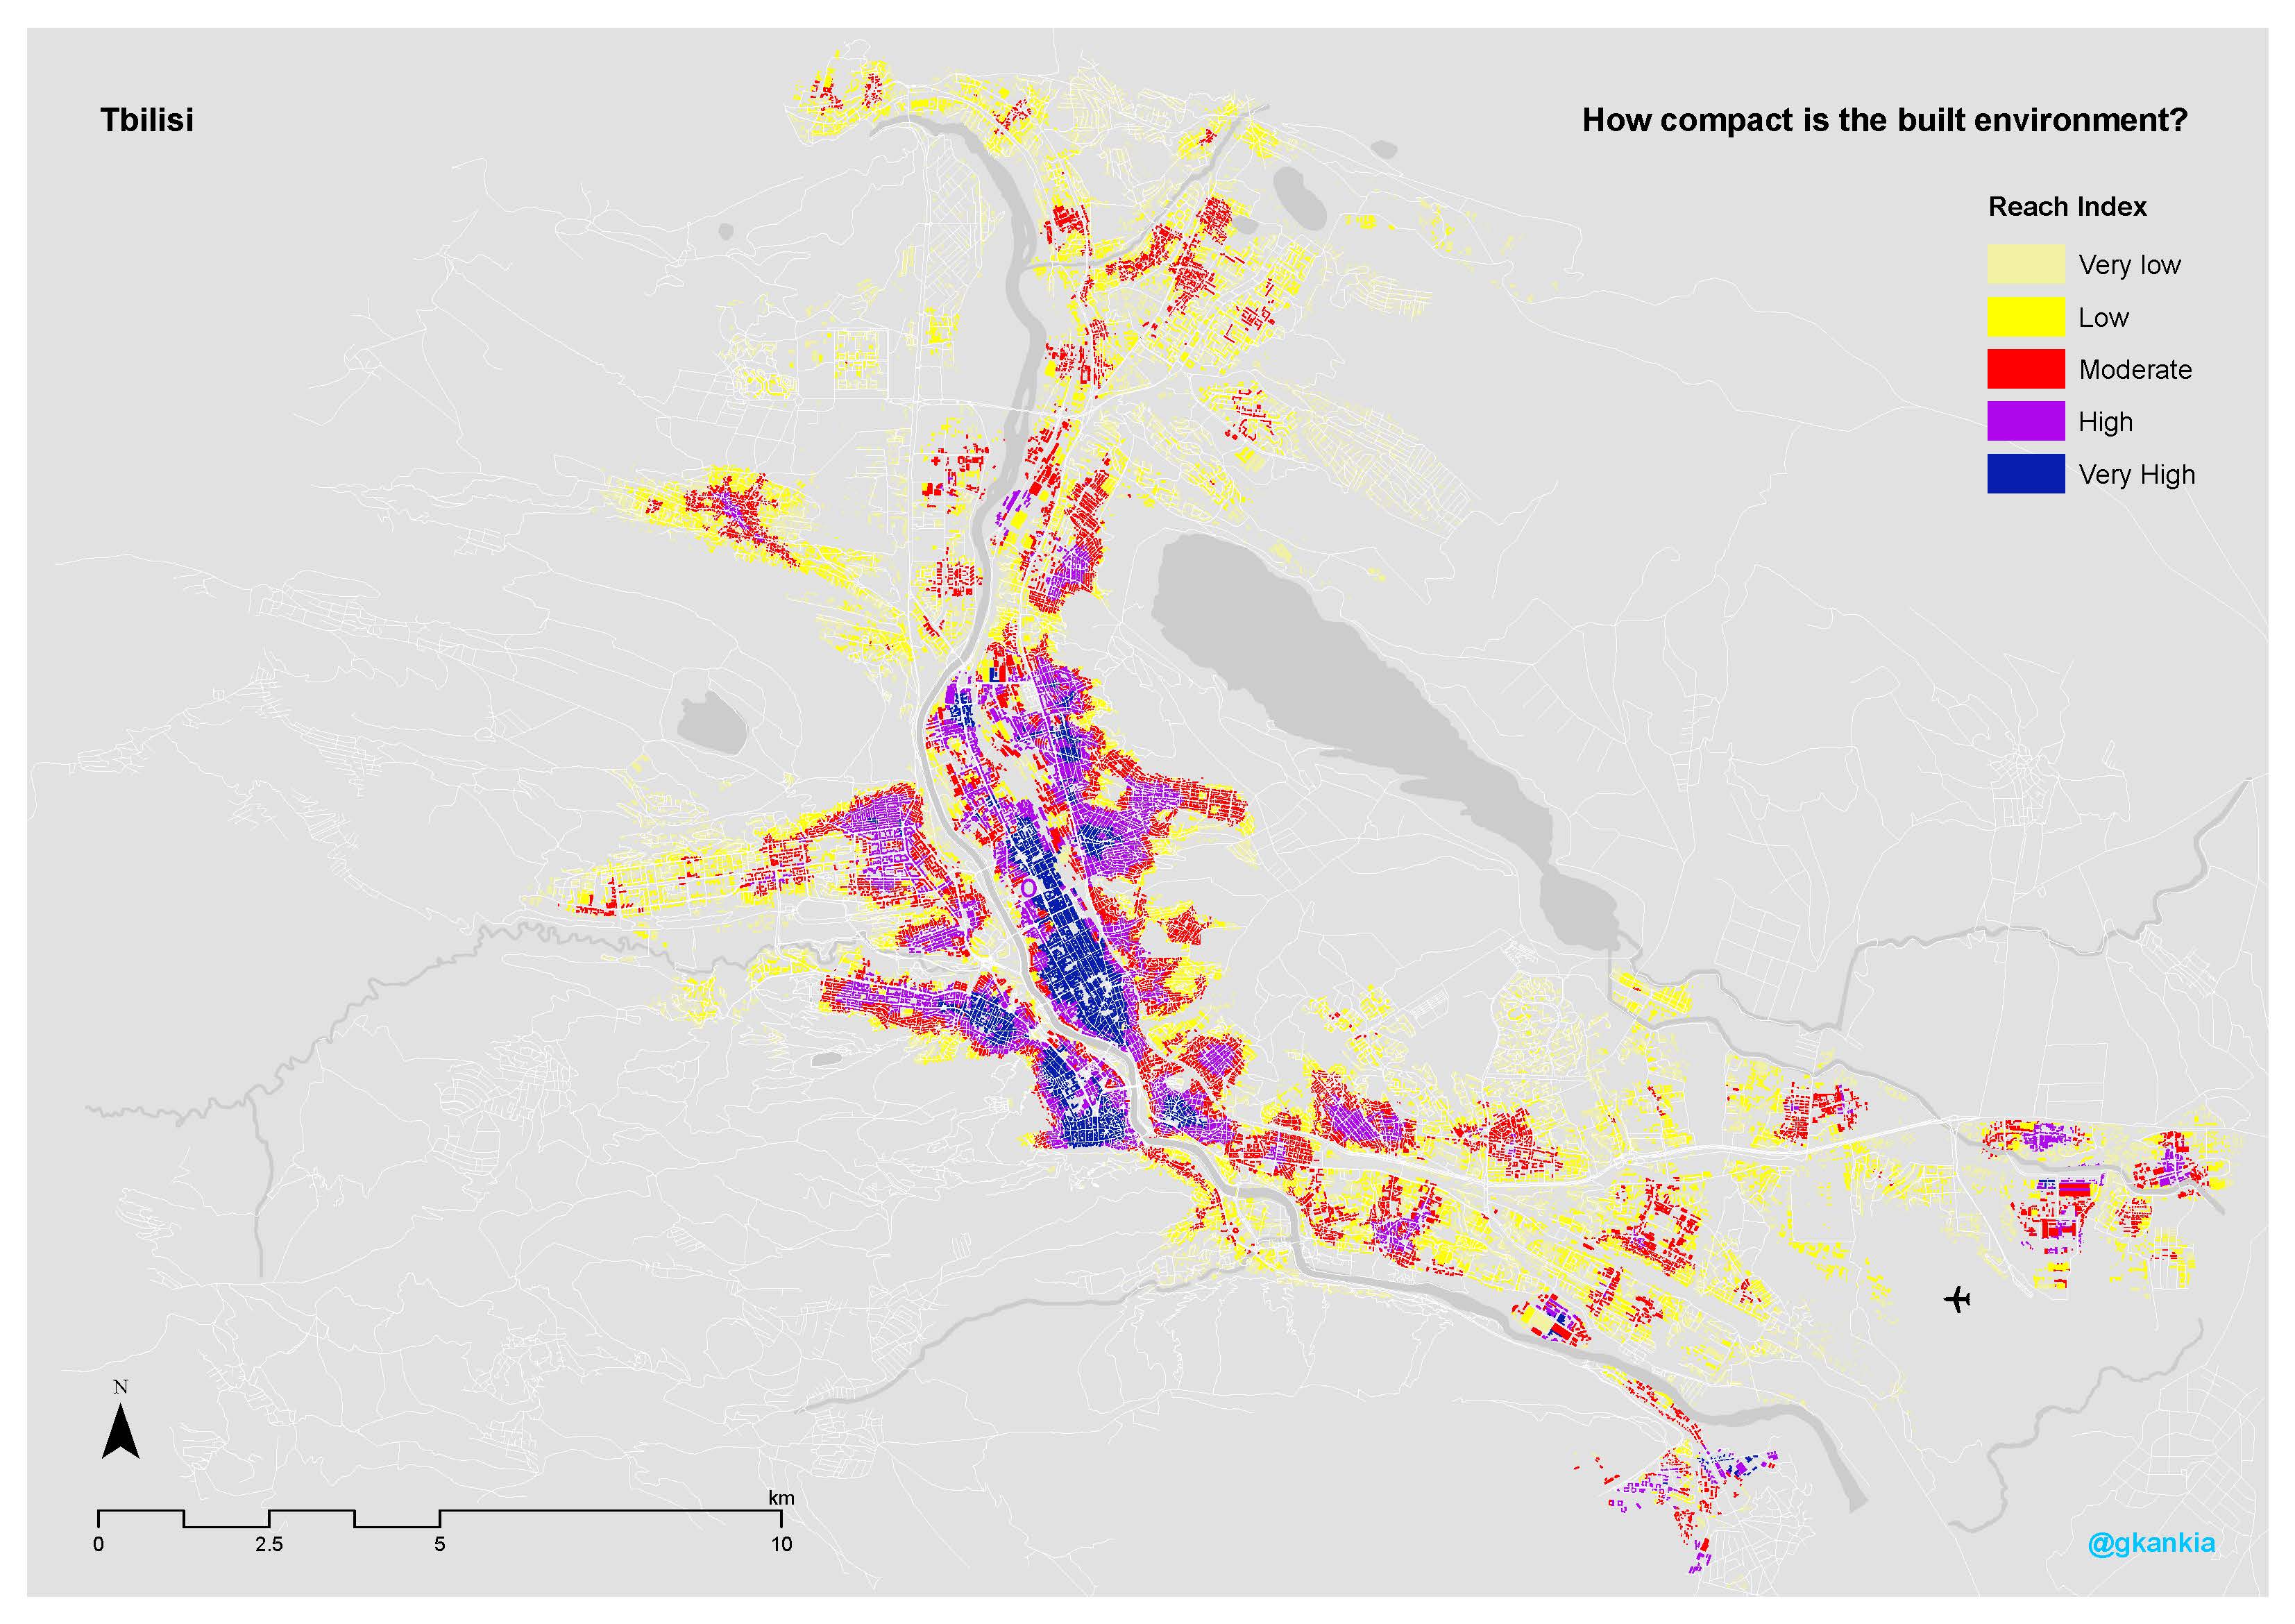 Tbilisi
How compact is the built environment?
Reach Index
Very low
Low
Moderate
High
Very High
N
km
0 2.5 5 10
@gkankia